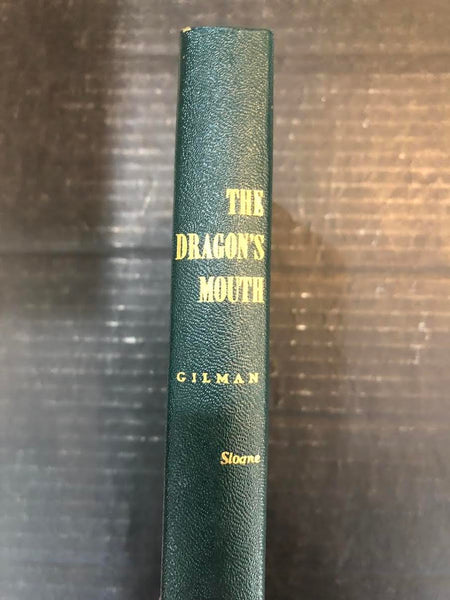 THE
DRAGON'S
MOUTH
GILMAN
Sloane